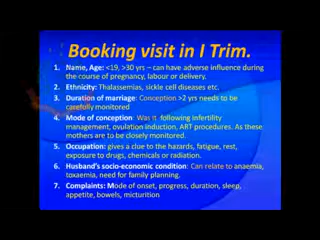 Booking visit in I Trim.
1. Name, Age: <19, >30 yrs – can have adverse influence during
the course of pregnancy, labour or delivery.
2. Ethnicity: Thalassemias, sickle cell diseases etc.
3. Duration of marriage: Conception >2 yrs needs to be
carefully monitored
4. Mode of conception: Was it following infertility
management, ovulation induction, ART procedures. As these
mothers are to be closely monitored.
5. Occupation: gives a clue to the hazards, fatigue, rest,
exposure to drugs, chemicals or radiation.
6. Husband's socio-economic condition: Can relate to anaemia,
toxaemia, need for family planning.
7. Complaints: Mode of onset, progress, duration, sleep,
appetite, bowels, micturition